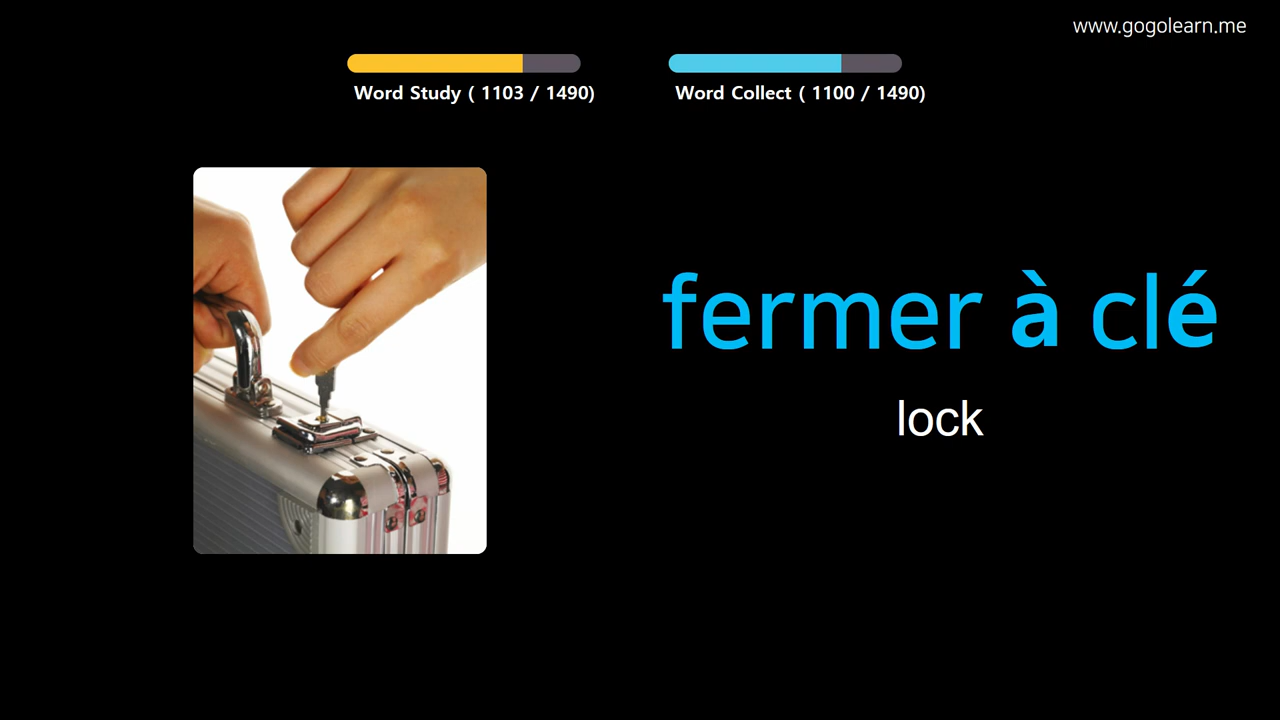 www.gogolearn.me
Word Study ( 1103 / 1490)
Word Collect ( 1100 / 1490)
fermer à clé
lock